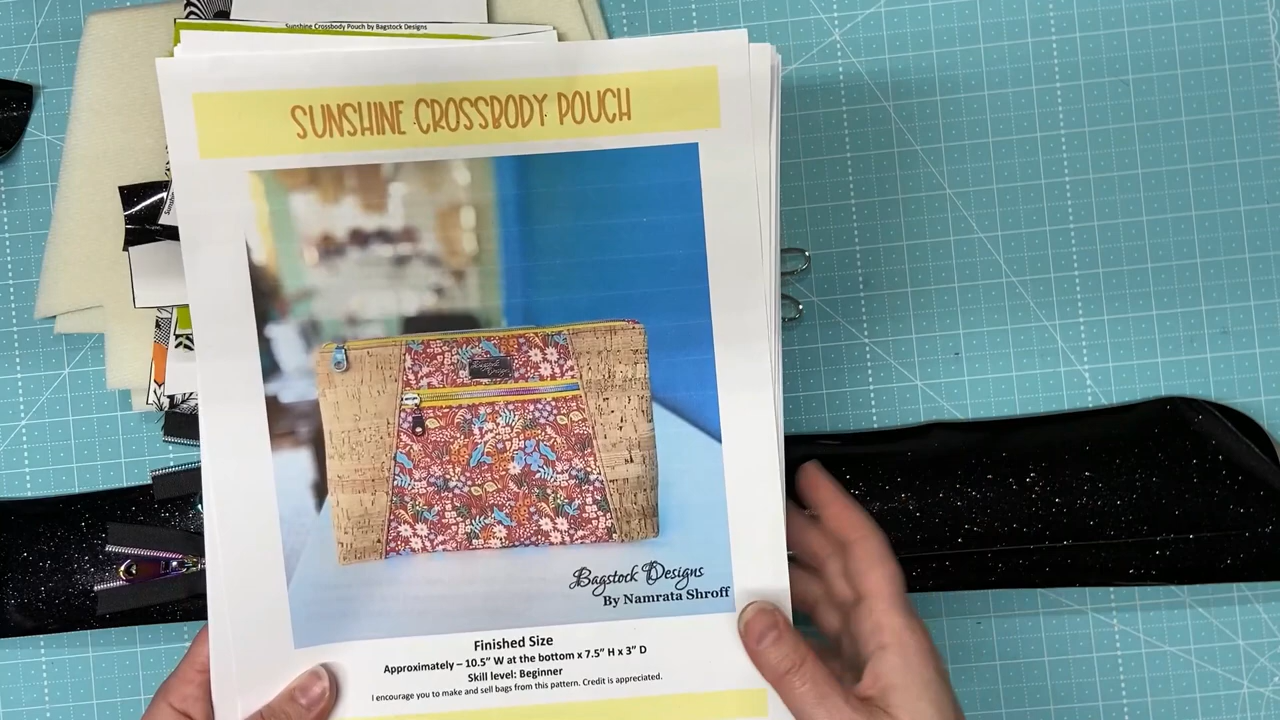 Sunshine Crossbody Pouch by Bagstock Designs
SUNSHINE CROSSBODY POUCH
Bagstock Designs
Bagstock Designs
By Namrata Shroff
Finished Size
Approximately – 10.5" W at the bottom x 7.5" H x 3" D
Skill level: Beginner
I encourage you to make and sell bags from this pattern. Credit is appreciated.